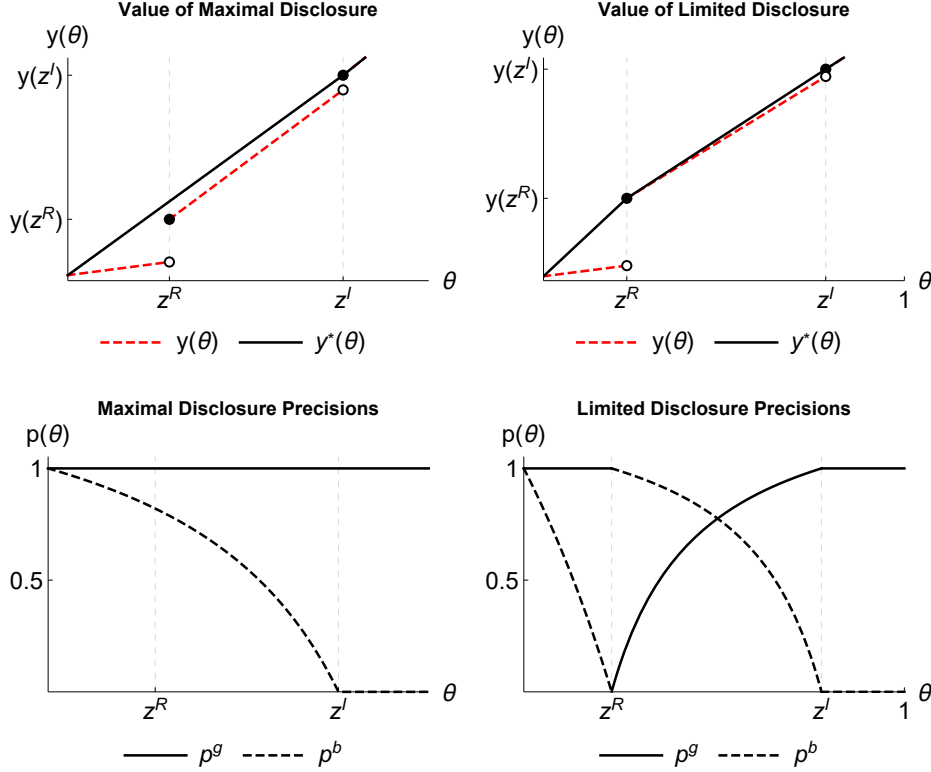 Value of Maximal Disclosure
y(θ)
y(z^I)
y(z^R)
z^R
z^I
θ
y(θ)
y*(θ)
Value of Limited Disclosure
y(θ)
y(z^I)
y(z^R)
z^R
z^I
θ
1
y(θ)
y*(θ)
Maximal Disclosure Precisions
p(θ)
1
0.5
z^R
z^I
θ
p^g
p^b
Limited Disclosure Precisions
p(θ)
1
0.5
z^R
z^I
θ
1
p^g
p^b